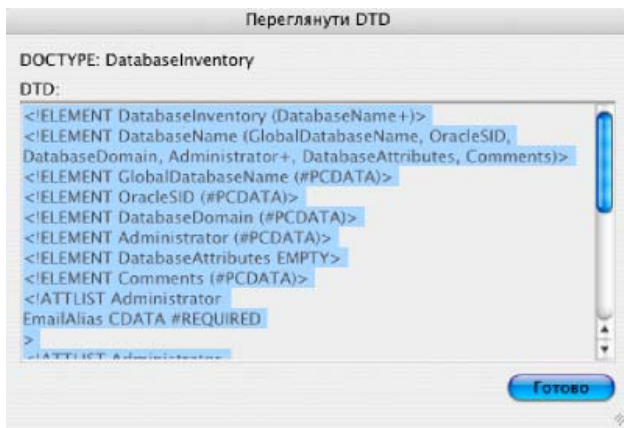 Переглянути DTD
DOCTYPE: DatabaseInventory
DTD:
<!ELEMENT DatabaseInventory (DatabaseName+)>
<!ELEMENT DatabaseName (GlobalDatabaseName, OracleSID,
DatabaseDomain, Administrator+, DatabaseAttributes, Comments)>
<!ELEMENT GlobalDatabaseName (#PCDATA)>
<!ELEMENT OracleSID (#PCDATA)>
<!ELEMENT DatabaseDomain (#PCDATA)>
<!ELEMENT Administrator (#PCDATA)>
<!ELEMENT DatabaseAttributes EMPTY>
<!ELEMENT Comments (#PCDATA)>
<!ATTLIST Administrator
EmailAlias CDATA #REQUIRED
>
<!ATTLIST Administrator
Готово